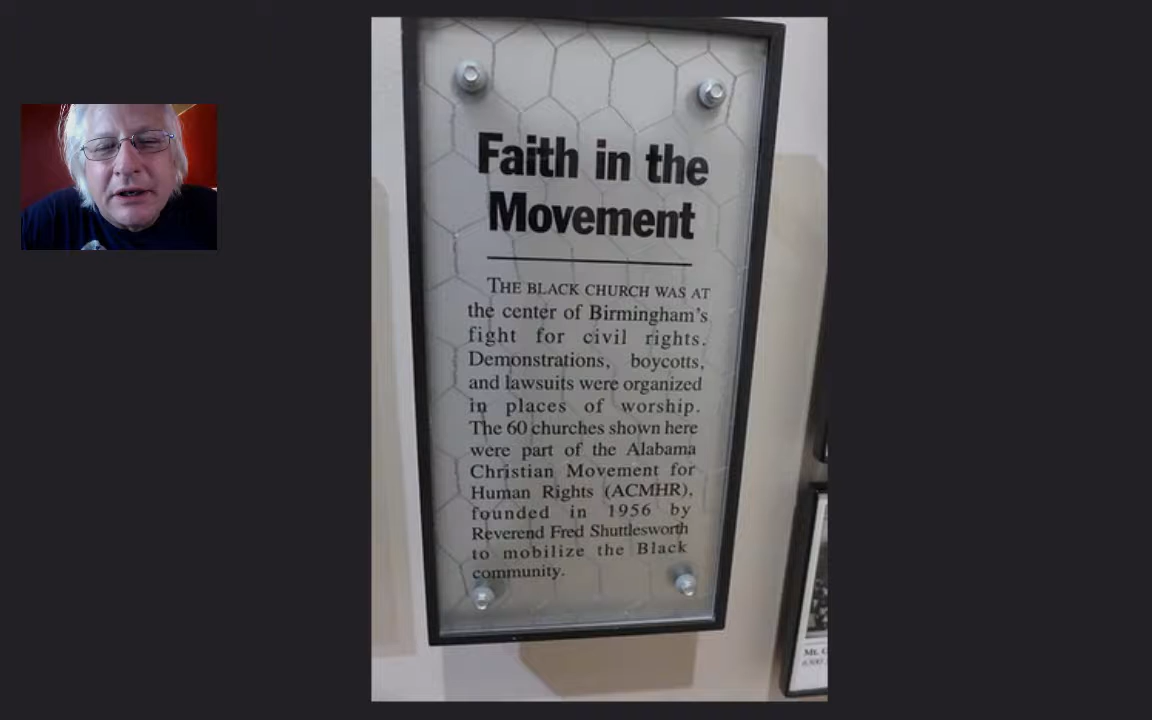 Faith in the
Movement
THE BLACK CHURCH WAS AT
the center of Birmingham's
fight for civil rights.
Demonstrations, boycotts,
and lawsuits were organized
in places of worship.
The 60 churches shown here
were part of the Alabama
Christian Movement for
Human Rights (ACMHR),
founded in 1956 by
Reverend Fred Shuttlesworth
to mobilize the Black
community.